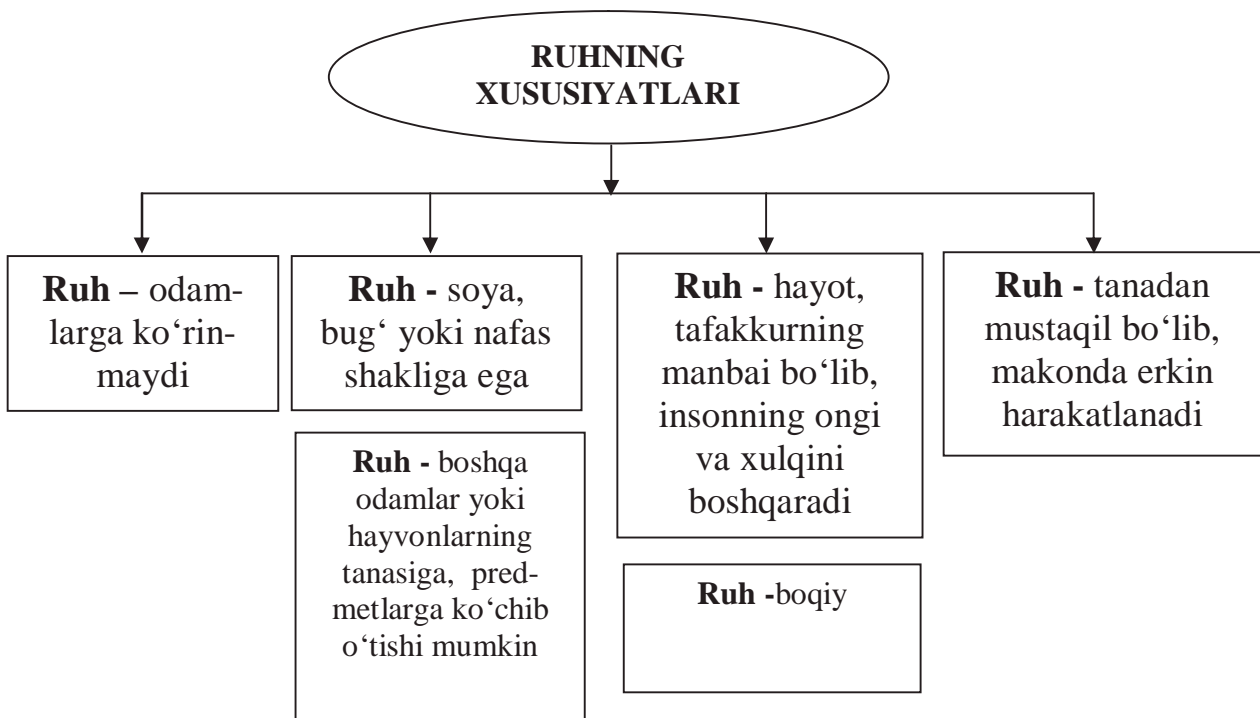 RUHNING
XUSUSIYATLARI
Ruh – odam-
larga ko‘rin-
maydi
Ruh - soya,
bug‘ yoki nafas
shakliga ega
Ruh - hayot,
tafakkurning
manbai bo‘lib,
insonning ongi
va xulqini
boshqaradi
Ruh - tanadan
mustaqil bo‘lib,
makonda erkin
harakatlanadi
Ruh - boshqa
odamlar yoki
hayvonlarning
tanasiga, pred-
metlarga ko‘chib
o‘tishi mumkin
Ruh -boqiy